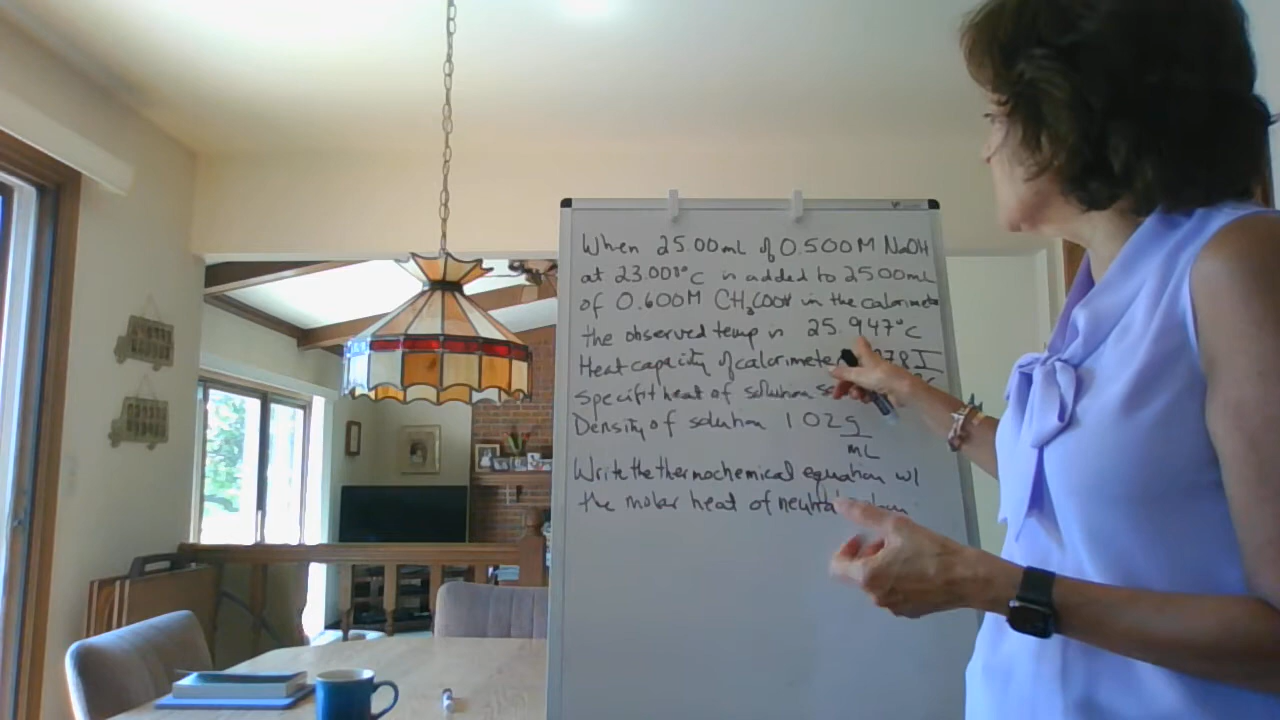 When 25.00mL of 0.500M NaOH
at 23.000°C is added to 25.00mL
of 0.600M CH3COOH in the calorimeter
the observed temp is 25.947°C
Heat capacity of calorimeter
specifit heat of solution
Density of solution 1.02g
mL
Write the thermochemical equation w/
the molar heat of